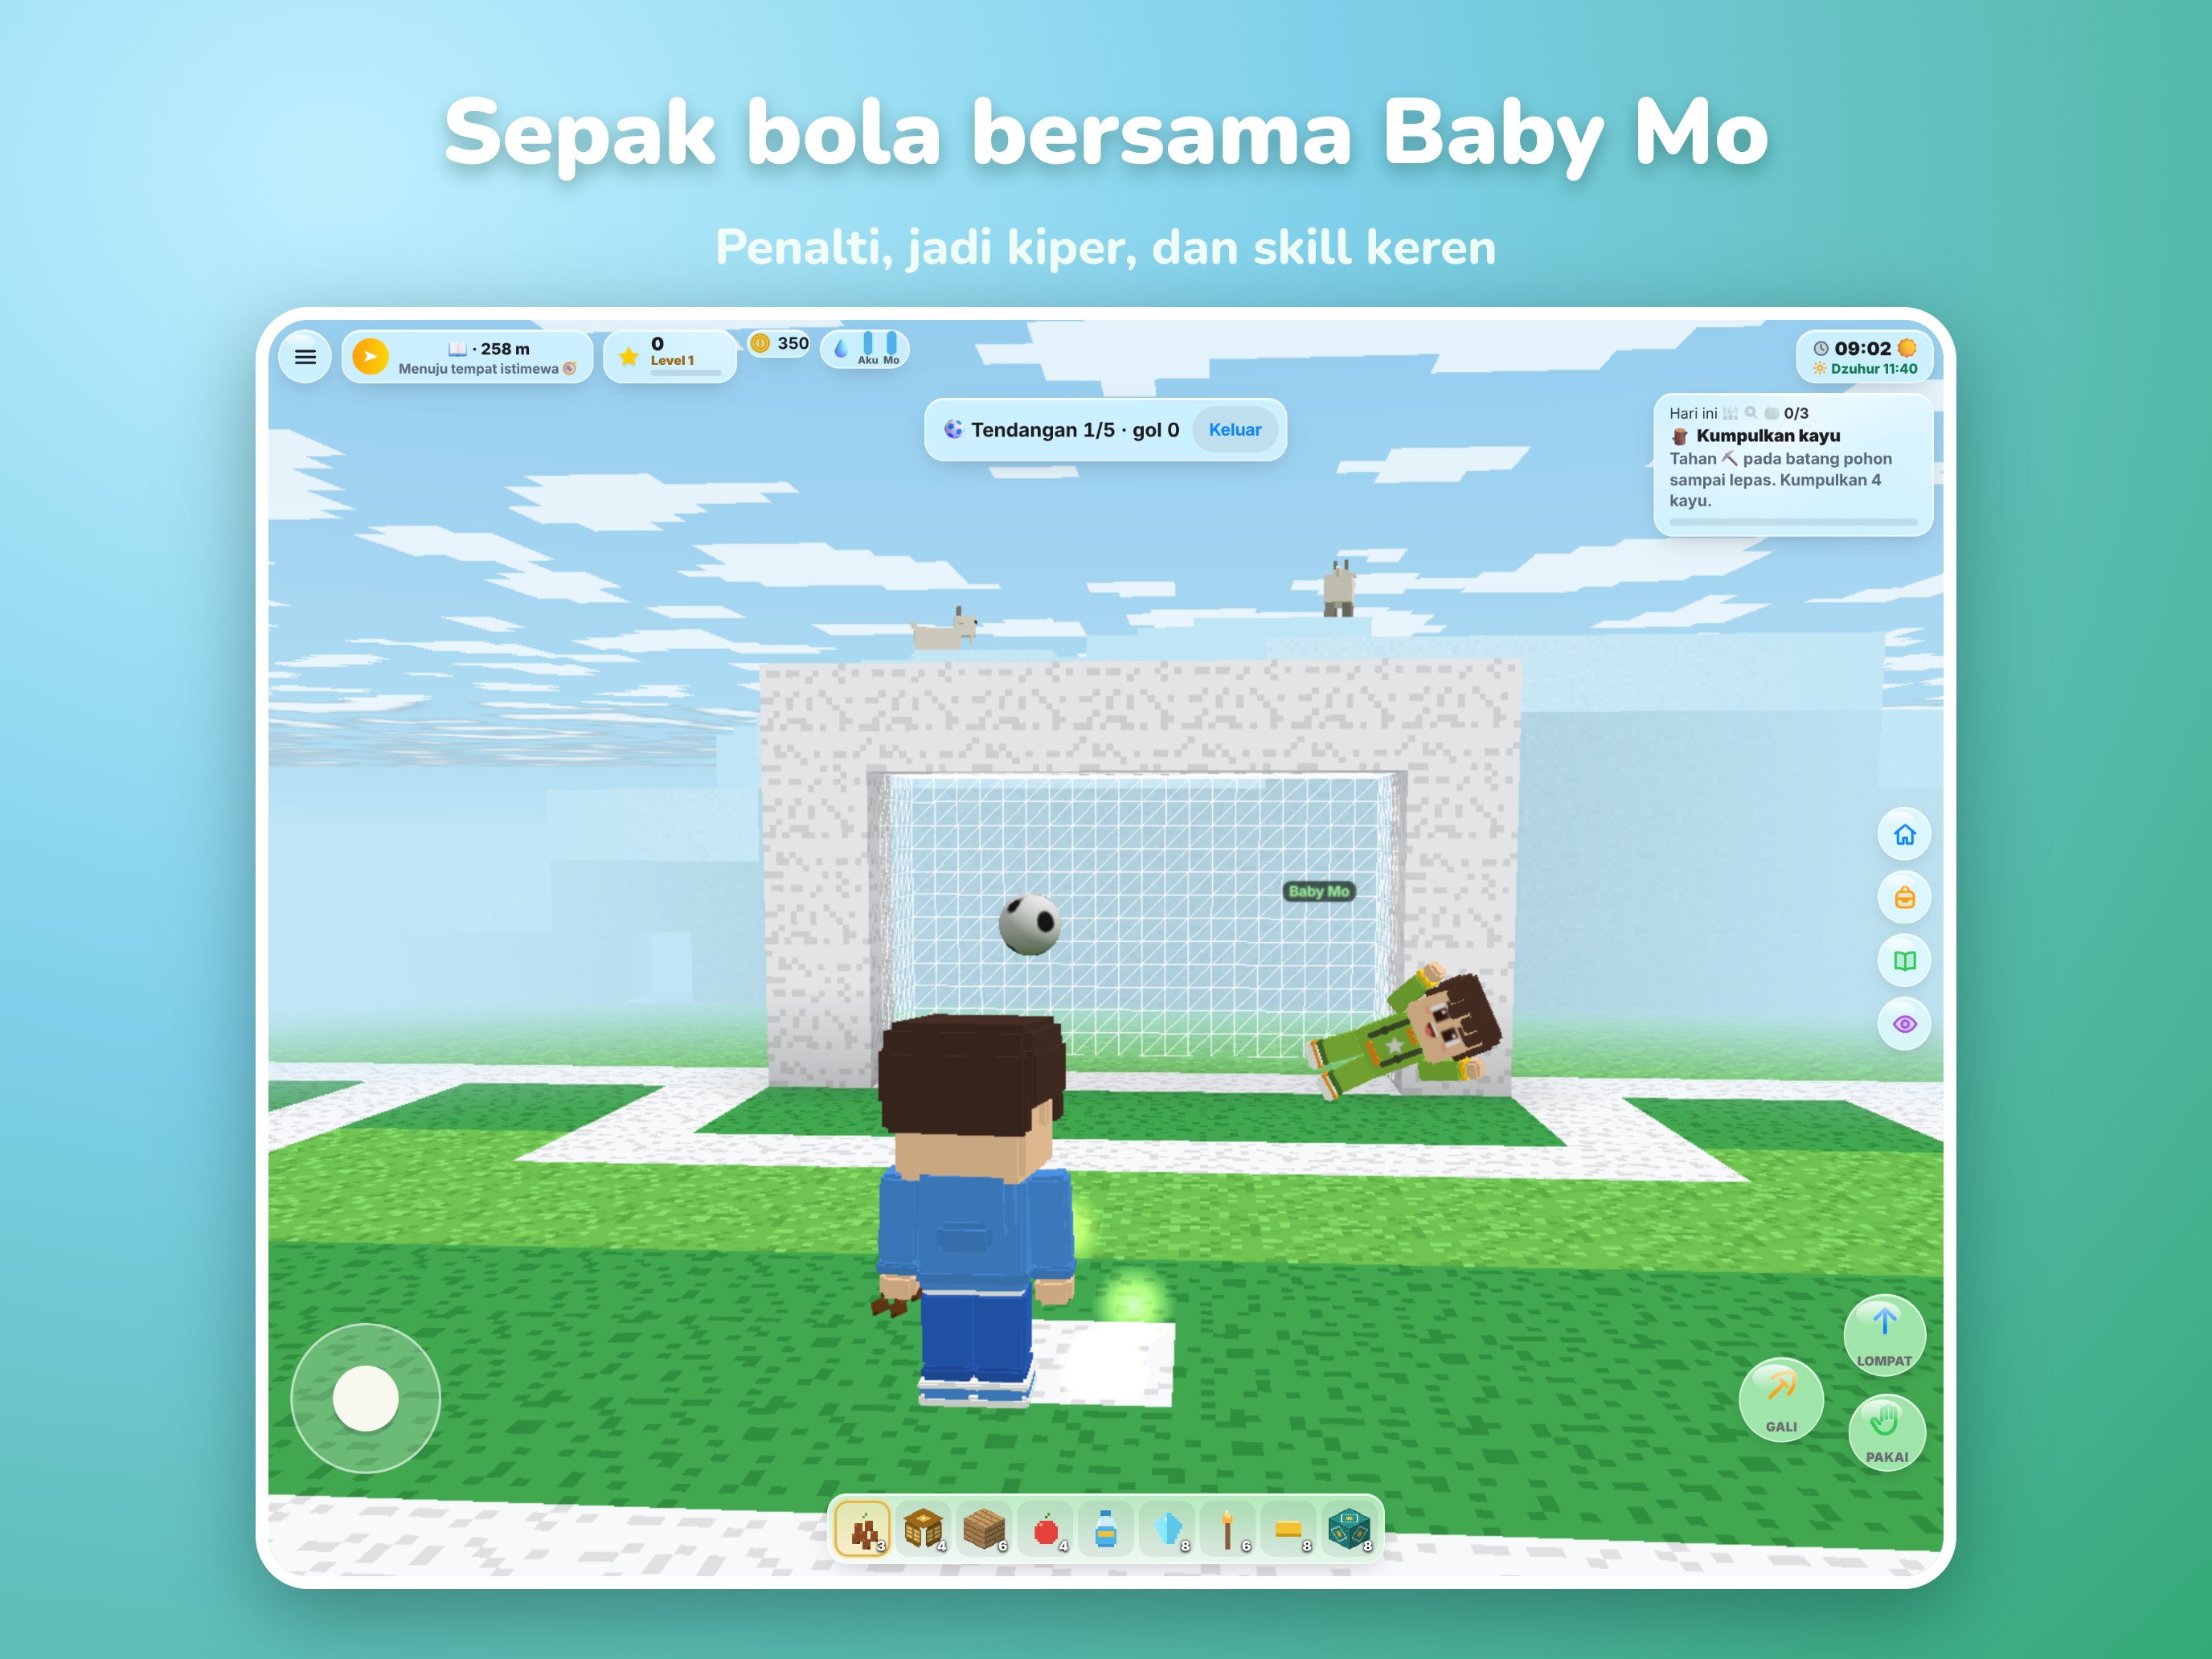 Sepak bola bersama Baby Mo
Penalti, jadi kiper, dan skill keren
· 258 m
Menuju tempat istimewa
0
Level 1
350
Aku Mo
09:02
Dzuhur 11:40
Tendangan 1/5 · gol 0
Keluar
Hari ini 0/3
Kumpulkan kayu
Tahan pada batang pohon
sampai lepas. Kumpulkan 4
kayu.
Baby Mo
LOMPAT
GALI
PAKAI
3 4 6 4 8 6 8 8